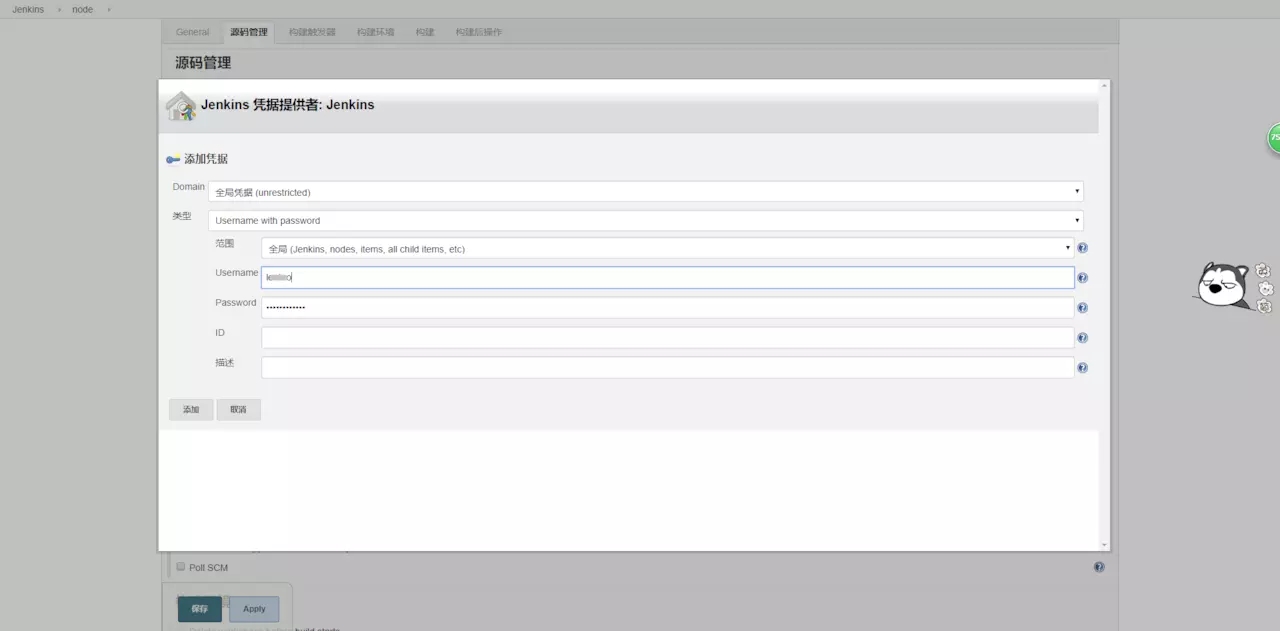 Jenkins › node ›
General 源码管理 构建触发器 构建环境 构建 构建后操作
源码管理
Jenkins 凭据提供者: Jenkins
添加凭据
Domain 全局凭据 (unrestricted)
类型 Username with password
范围 全局 (Jenkins, nodes, items, all child items, etc)
Username
Password ••••••••••••
ID
描述
添加 取消
Poll SCM
保存 Apply
build starts
75